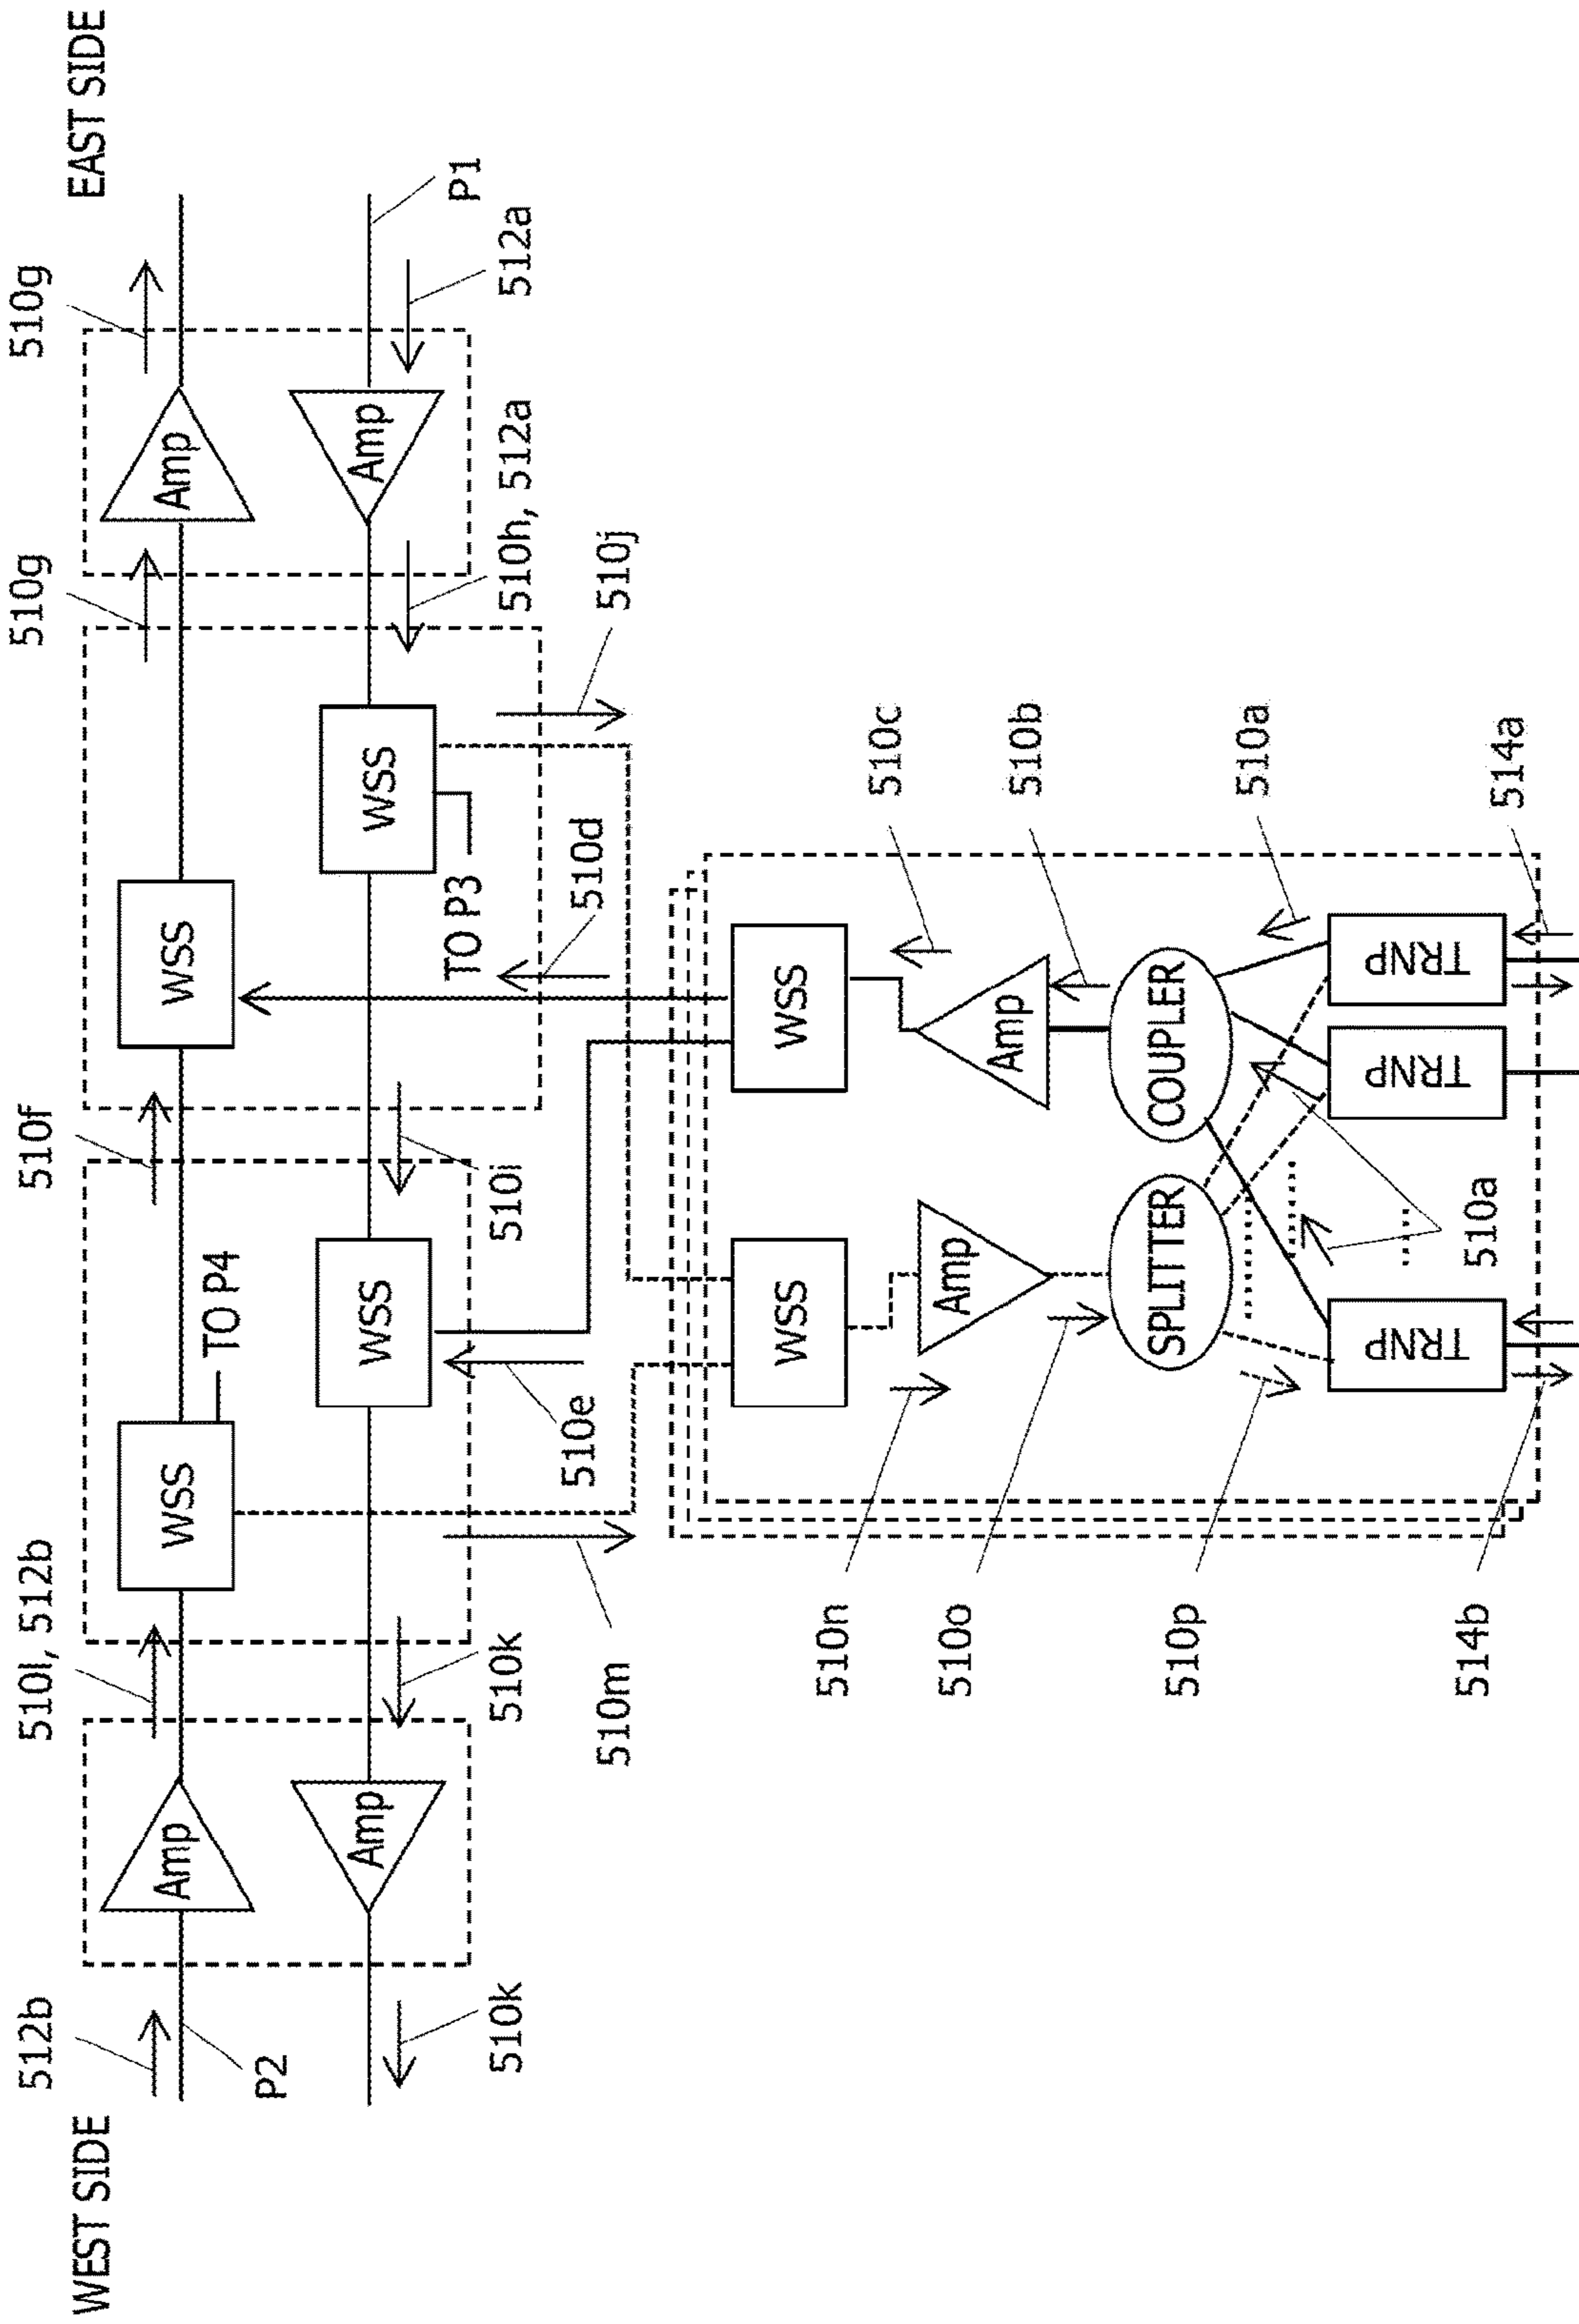 WEST SIDE
EAST SIDE
512b
510l, 512b
510f
510g
510g
Amp
WSS
WSS
Amp
P2
TO P4
P1
Amp
WSS
WSS
Amp
TO P3
510k
510k
510i
510h, 512a
512a
510e
510d
510m
510j
WSS
WSS
510n
510c
Amp
Amp
510o
510b
SPLITTER
COUPLER
510p
510a
510a
TRNP
TRNP
TRNP
514b
514a